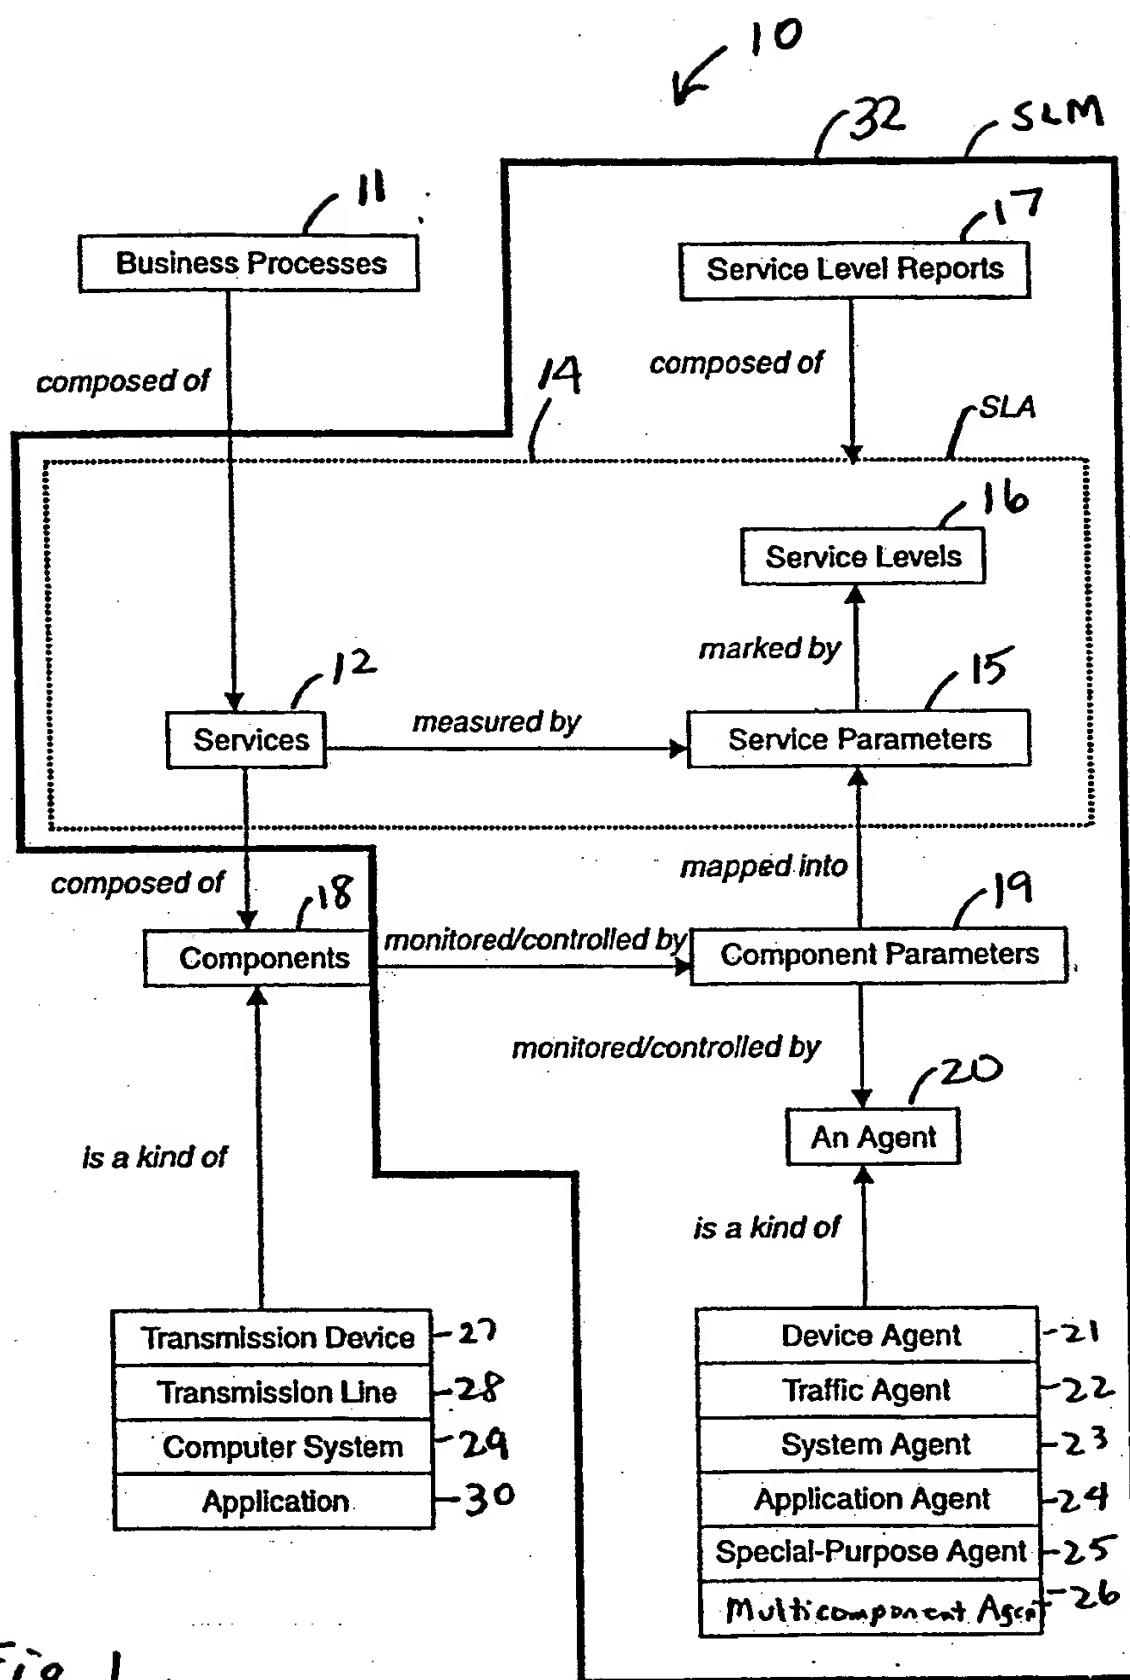 10
32 SLM
11
17
Business Processes
Service Level Reports
composed of
composed of
14
SLA
16
Service Levels
marked by
12
15
Services
measured by
Service Parameters
composed of
mapped into
18
19
Components
monitored/controlled by
Component Parameters
monitored/controlled by
20
An Agent
is a kind of
is a kind of
Transmission Device 27
Transmission Line 28
Computer System 29
Application 30
Device Agent 21
Traffic Agent 22
System Agent 23
Application Agent 24
Special-Purpose Agent 25
Multicomponent Agent 26
Fig. 1